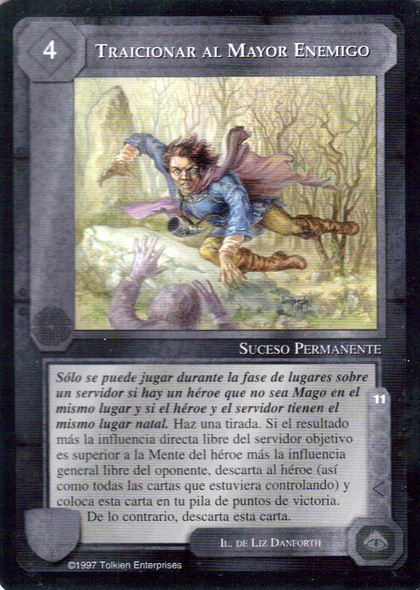 4
TRAICIONAR AL MAYOR ENEMIGO
SUCESO PERMANENTE
Sólo se puede jugar durante la fase de lugares sobre
un servidor si hay un héroe que no sea Mago en el
mismo lugar y si el héroe y el servidor tienen el
mismo lugar natal. Haz una tirada. Si el resultado
más la influencia directa libre del servidor objetivo
es superior a la Mente del héroe más la influencia
general libre del oponente, descarta al héroe (así
como todas las cartas que estuviera controlando) y
coloca esta carta en tu pila de puntos de victoria.
De lo contrario, descarta esta carta.
11
IL. DE LIZ DANFORTH
©1997 Tolkien Enterprises